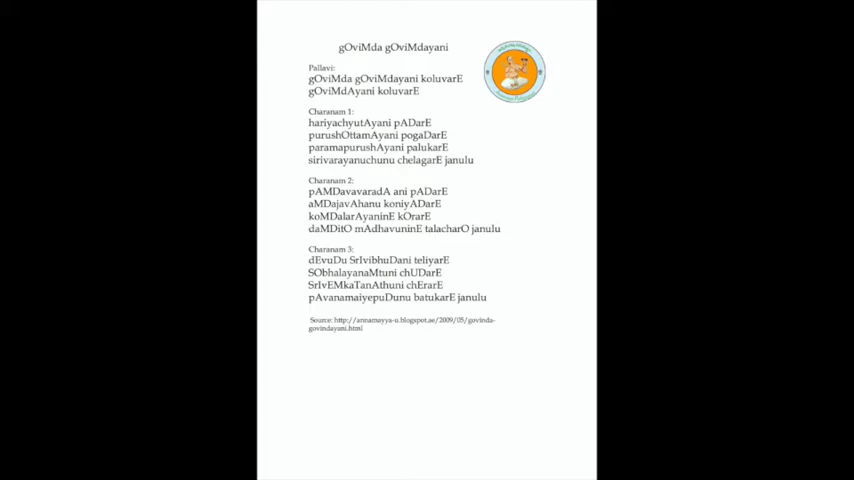 gOviMda gOviMdayani
Pallavi:
gOviMda gOviMdayani koluvarE
gOviMdAyani koluvarE
Charanam 1:
hariyachyutAyani pADarE
purushOttamAyani pogaDarE
paramapurushAyani palukarE
sirivarayanuchunu chelagarE janulu
Charanam 2:
pAMDavavaradA ani pADarE
aMDajavAhanu koniyADarE
koMDalarAyaninE kOrarE
daMDitO mAdhavuninE talacharO janulu
Charanam 3:
dEvuDu SrIvibhuDani teliyarE
SObhalayanaMtuni chUDarE
SrIvEMkaTanAthuni chErarE
pAvanamaiyepuDunu batukarE janulu
Source: http://annamayya-u.blogspot.ae/2009/05/govinda-
govindayani.html